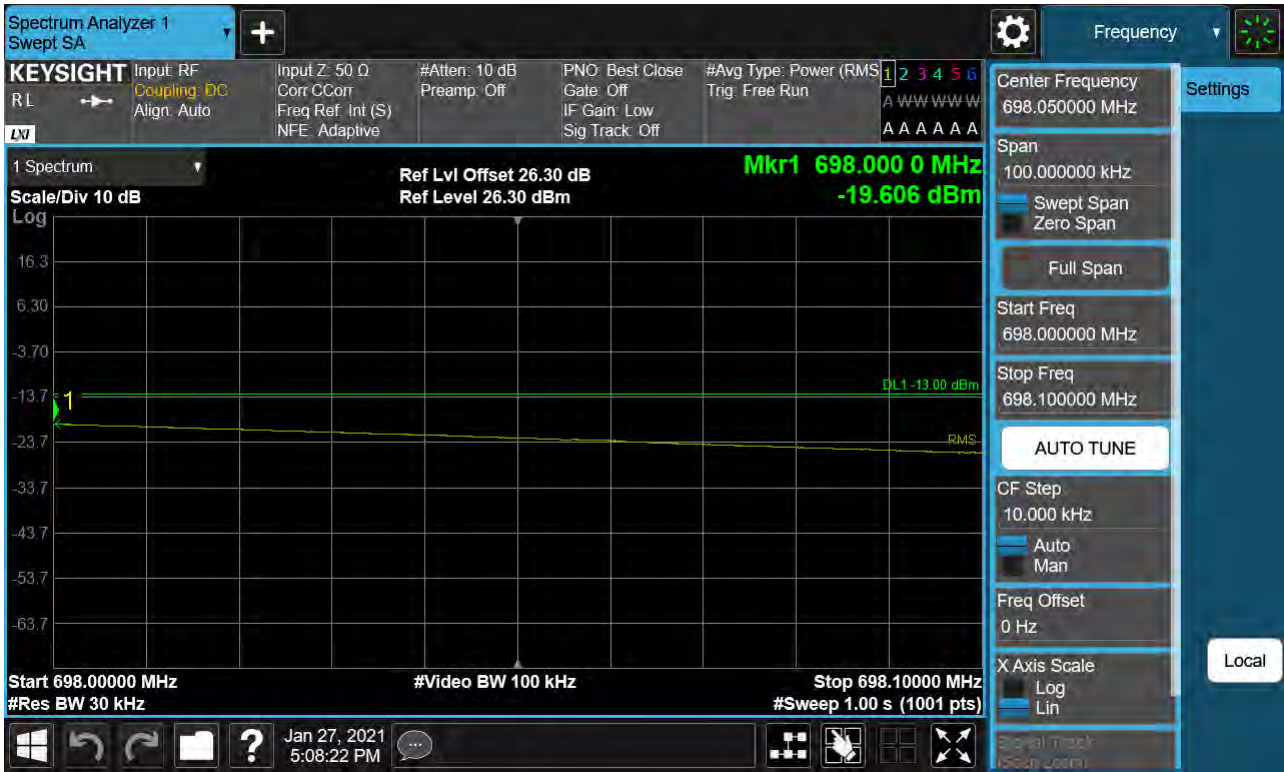 Spectrum Analyzer 1
Swept SA
+
Frequency
KEYSIGHT
RL
LXI
Input: RF
Coupling: DC
Align: Auto
Input Z: 50 Ω
Corr CCorr
Freq Ref: Int (S)
NFE: Adaptive
#Atten: 10 dB
Preamp: Off
PNO: Best Close
Gate: Off
IF Gain: Low
Sig Track: Off
#Avg Type: Power (RMS
Trig: Free Run
1 2 3 4 5 6
A W W W W W
A A A A A A
Center Frequency
698.050000 MHz
Settings
Span
100.000000 kHz
Swept Span
Zero Span
Full Span
Start Freq
698.000000 MHz
Stop Freq
698.100000 MHz
AUTO TUNE
CF Step
10.000 kHz
Auto
Man
Freq Offset
0 Hz
X Axis Scale
Log
Lin
Signal Track
(Span Zoom)
Local
1 Spectrum
Scale/Div 10 dB
Log
Ref Lvl Offset 26.30 dB
Ref Level 26.30 dBm
Mkr1 698.000 0 MHz
-19.606 dBm
16.3
6.30
-3.70
-13.7
-23.7
-33.7
-43.7
-53.7
-63.7
1
DL1 -13.00 dBm
RMS
Start 698.00000 MHz
#Res BW 30 kHz
#Video BW 100 kHz
Stop 698.10000 MHz
#Sweep 1.00 s (1001 pts)
?
Jan 27, 2021
5:08:22 PM